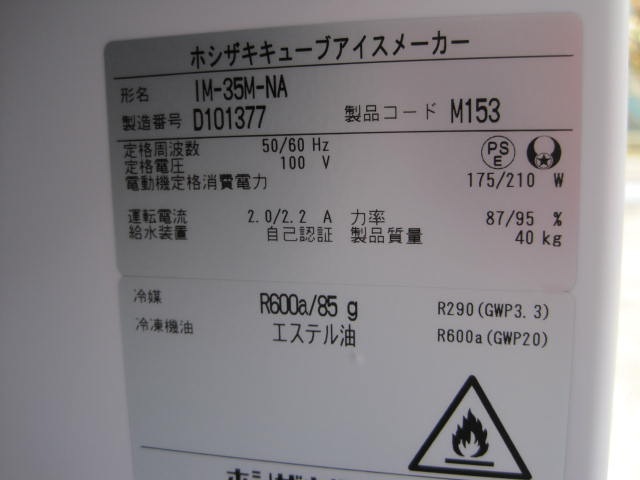 ホシザキキューブアイスメーカー
形名 IM-35M-NA
製造番号 D101377 製品コード M153
定格周波数 50/60 Hz
定格電圧 100 V
PS E
電動機定格消費電力 175/210 W
運転電流 2.0/2.2 A 力率 87/95 %
給水装置 自己認証 製品質量 40 kg
冷媒 R600a/85 g R290(GWP3.3)
冷凍機油 エステル油 R600a(GWP20)